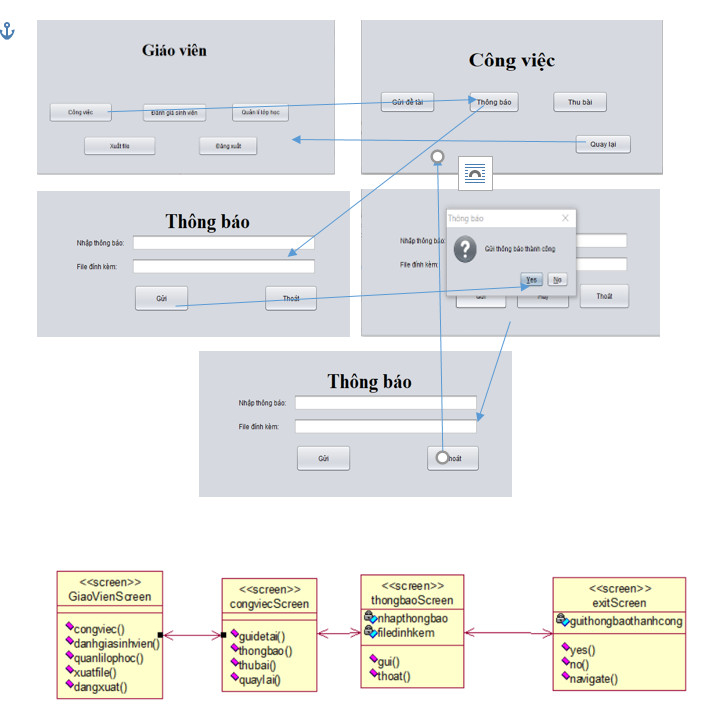 Giáo viên
Công việc
Đánh giá sinh viên
Quản lí lớp học
Xuất file
Đăng xuất
Công việc
Gửi đề tài
Thông báo
Thu bài
Quay lại
Thông báo
Nhập thông báo:
File đính kèm:
Gửi
Thoát
Nhập thông báo:
File đính kèm:
Thông báo
Gửi thông báo thành công
Yes
No
Gửi
Thoát
Thông báo
Nhập thông báo:
File đính kèm:
Gửi
Thoát
<<screen>>
GiaoVienScreen
congviec()
danhgiasinhvien()
quanlilophoc()
xuatfile()
dangxuat()
<<screen>>
congviecScreen
guidetai()
thongbao()
thubai()
quaylai()
<<screen>>
thongbaoScreen
nhapthongbao
filedinhkem
gui()
thoat()
<<screen>>
exitScreen
guithongbaothanhcong
yes()
no()
navigate()